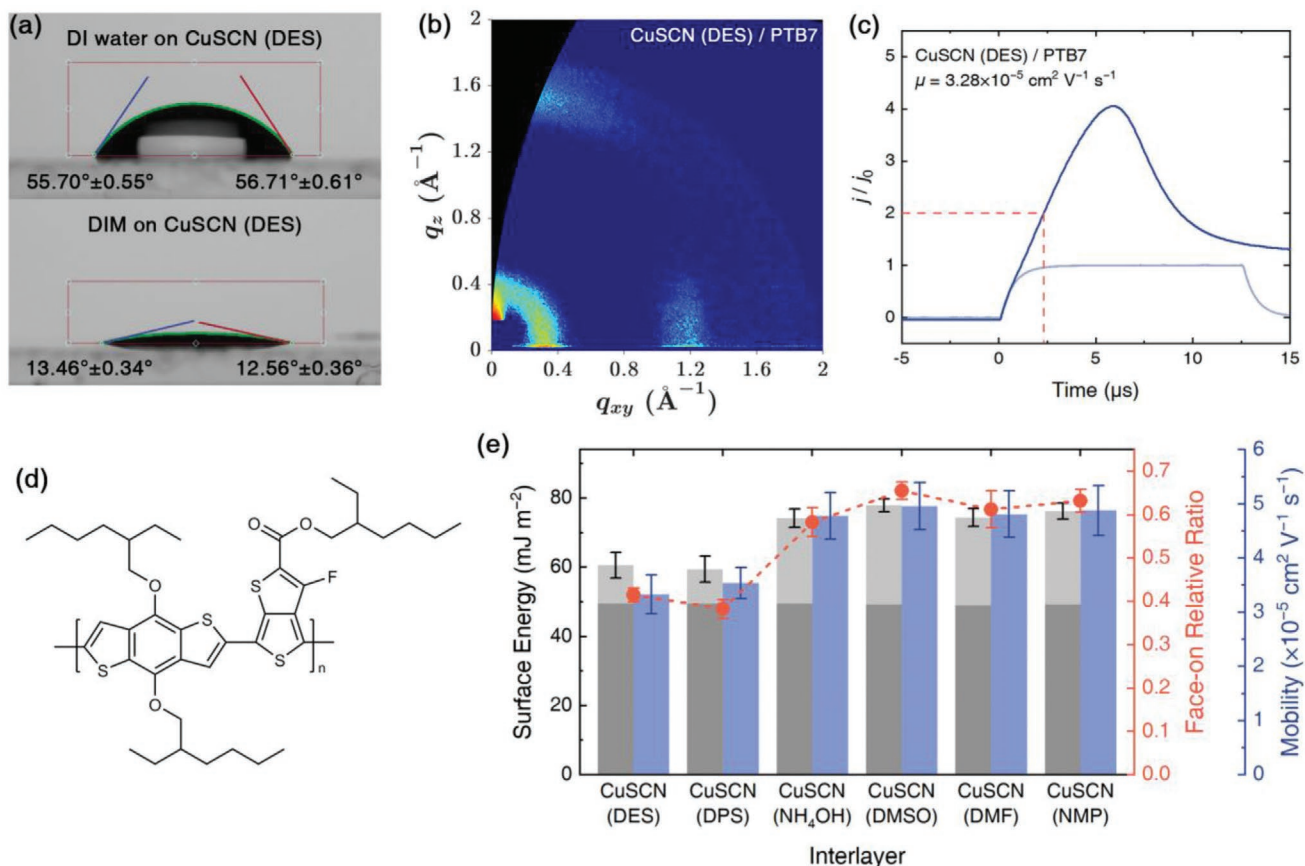 (a)
DI water on CuSCN (DES)
55.70°±0.55° 56.71°±0.61°
DIM on CuSCN (DES)
13.46°±0.34° 12.56°±0.36°
(b)
CuSCN (DES) / PTB7
2
1.6
1.2
0.8
0.4
0
q_z (Å⁻¹)
0 0.4 0.8 1.2 1.6 2
q_xy (Å⁻¹)
(c)
CuSCN (DES) / PTB7
μ = 3.28×10⁻⁵ cm² V⁻¹ s⁻¹
5
4
3
2
1
0
j / j₀
-5 0 5 10 15
Time (μs)
(d)
O
O
F
S
O
S
S
S
n
O
(e)
80
60
40
20
0
Surface Energy (mJ m⁻²)
0.7
0.6
0.5
0.4
0.3
0.2
0.1
0.0
Face-on Relative Ratio
6
5
4
3
2
1
0
Mobility (×10⁻⁵ cm² V⁻¹ s⁻¹)
CuSCN CuSCN CuSCN CuSCN CuSCN CuSCN
(DES) (DPS) (NH₄OH) (DMSO) (DMF) (NMP)
Interlayer